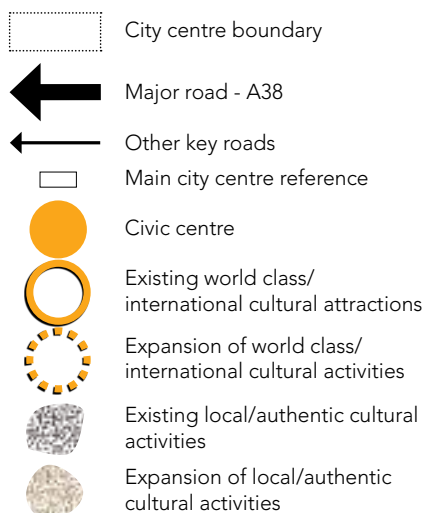 City centre boundary
Major road - A38
Other key roads
Main city centre reference
Civic centre
Existing world class/
international cultural attractions
Expansion of world class/
international cultural activities
Existing local/authentic cultural
activities
Expansion of local/authentic
cultural activities